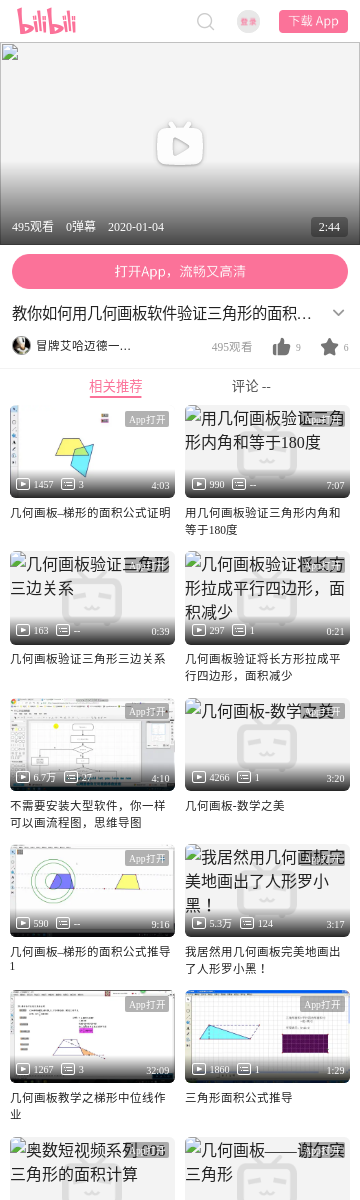 bilibili
登录
下载 App
495观看 0弹幕 2020-01-04
2:44
打开App，流畅又高清
教你如何用几何画板软件验证三角形的面积…
冒牌艾哈迈德一…
495观看
9
6
相关推荐
评论 --
App打开
1457 3 4:03
几何画板–梯形的面积公式证明
用几何画板验证三角形内角和等于180度
App打开
990 -- 7:07
用几何画板验证三角形内角和
等于180度
几何画板验证三角形三边关系
App打开
163 -- 0:39
几何画板验证三角形三边关系
几何画板验证将长方形拉成平行四边形，面积减少
App打开
297 1 0:21
几何画板验证将长方形拉成平
行四边形，面积减少
App打开
6.7万 27 4:10
不需要安装大型软件，你一样
可以画流程图，思维导图
几何画板-数学之美
App打开
4266 1 3:20
几何画板-数学之美
App打开
590 -- 9:16
几何画板–梯形的面积公式推导
1
我居然用几何画板完美地画出了人形罗小黑！
App打开
5.3万 124 3:17
我居然用几何画板完美地画出
了人形罗小黑！
App打开
1267 3 32:09
几何画板教学之梯形中位线作
业
App打开
1860 1 1:29
三角形面积公式推导
奥数短视频系列 003
三角形的面积计算
App打开
几何画板——谢尔宾
三角形
App打开